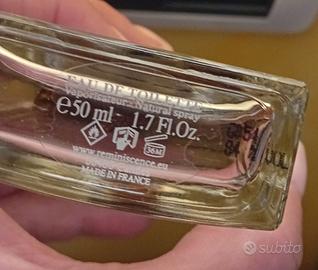 EAU DE TOILETTE
Vaporisateur - Natural spray
℮50 ml - 1.7 Fl.Oz.
36M
www.reminiscence.eu
MADE IN FRANCE
subito